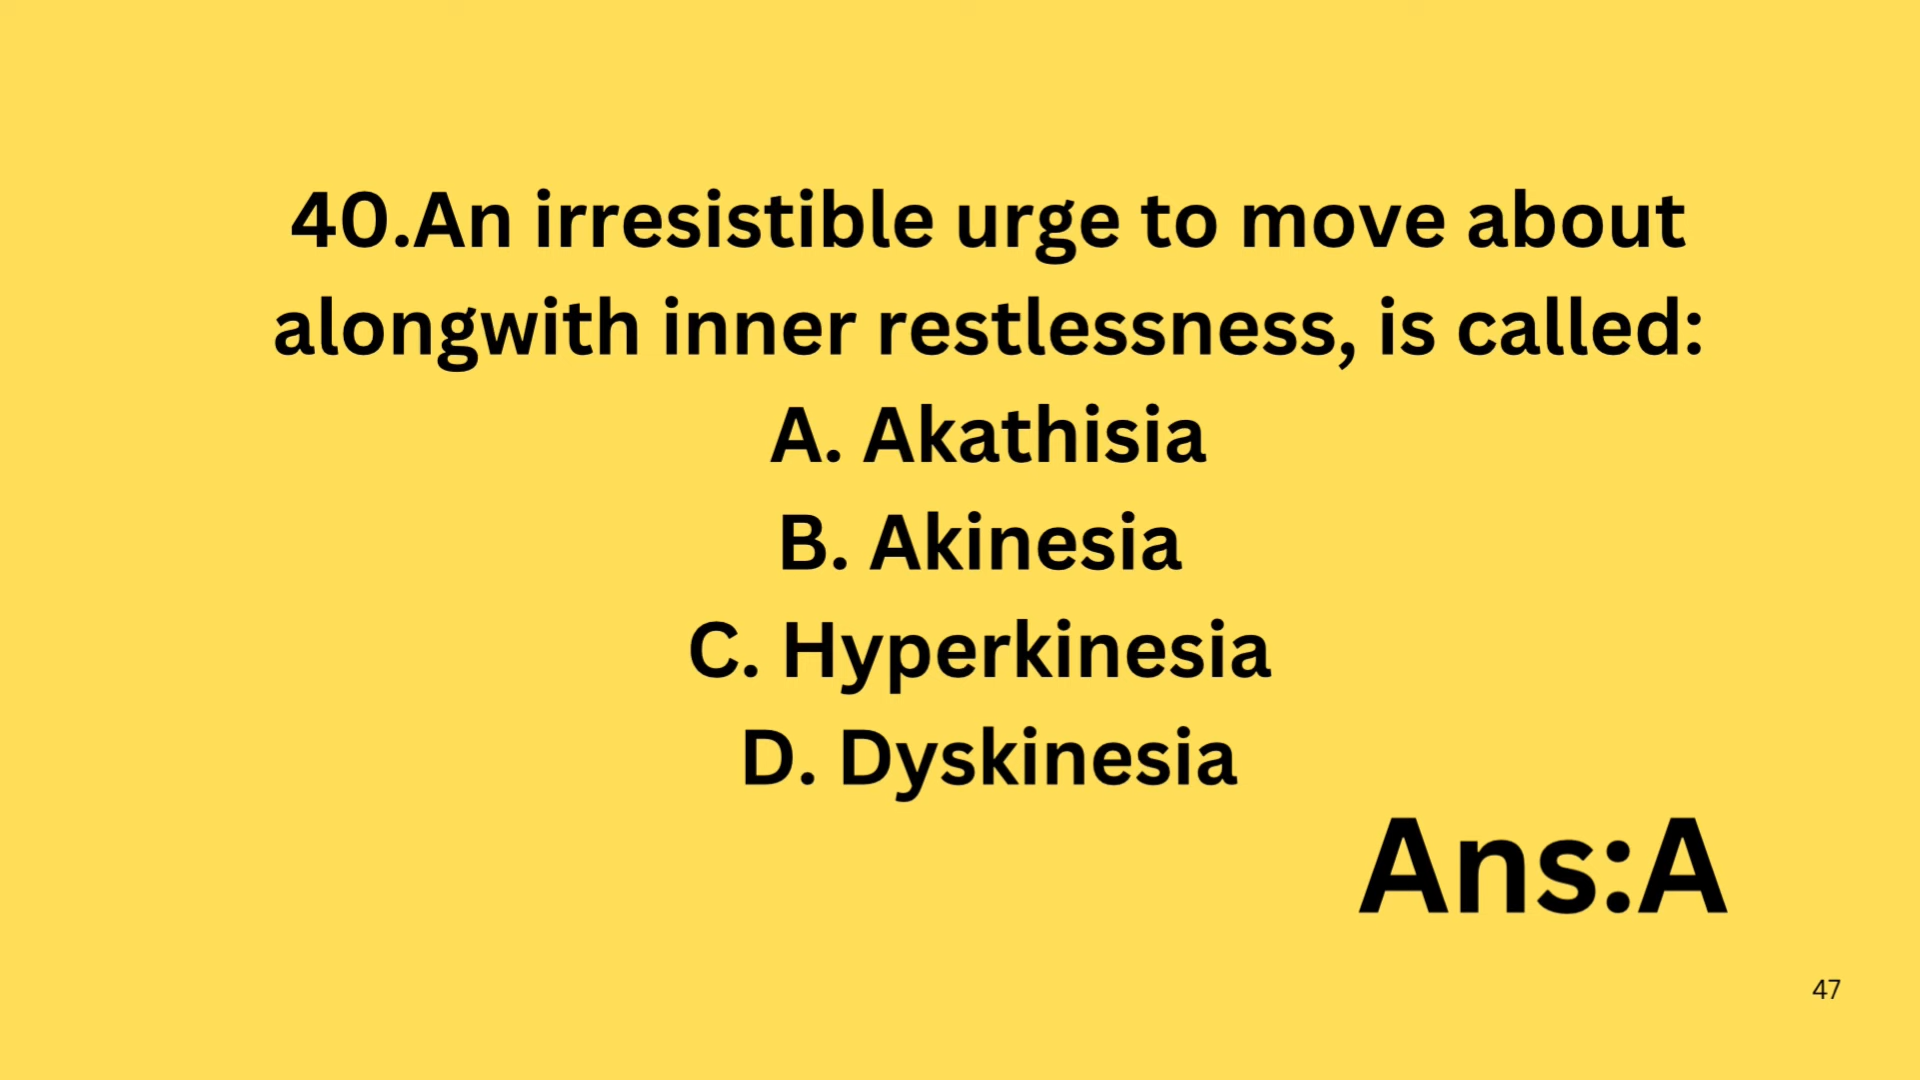 40.An irresistible urge to move about
alongwith inner restlessness, is called:
A. Akathisia
B. Akinesia
C. Hyperkinesia
D. Dyskinesia
Ans:A
47